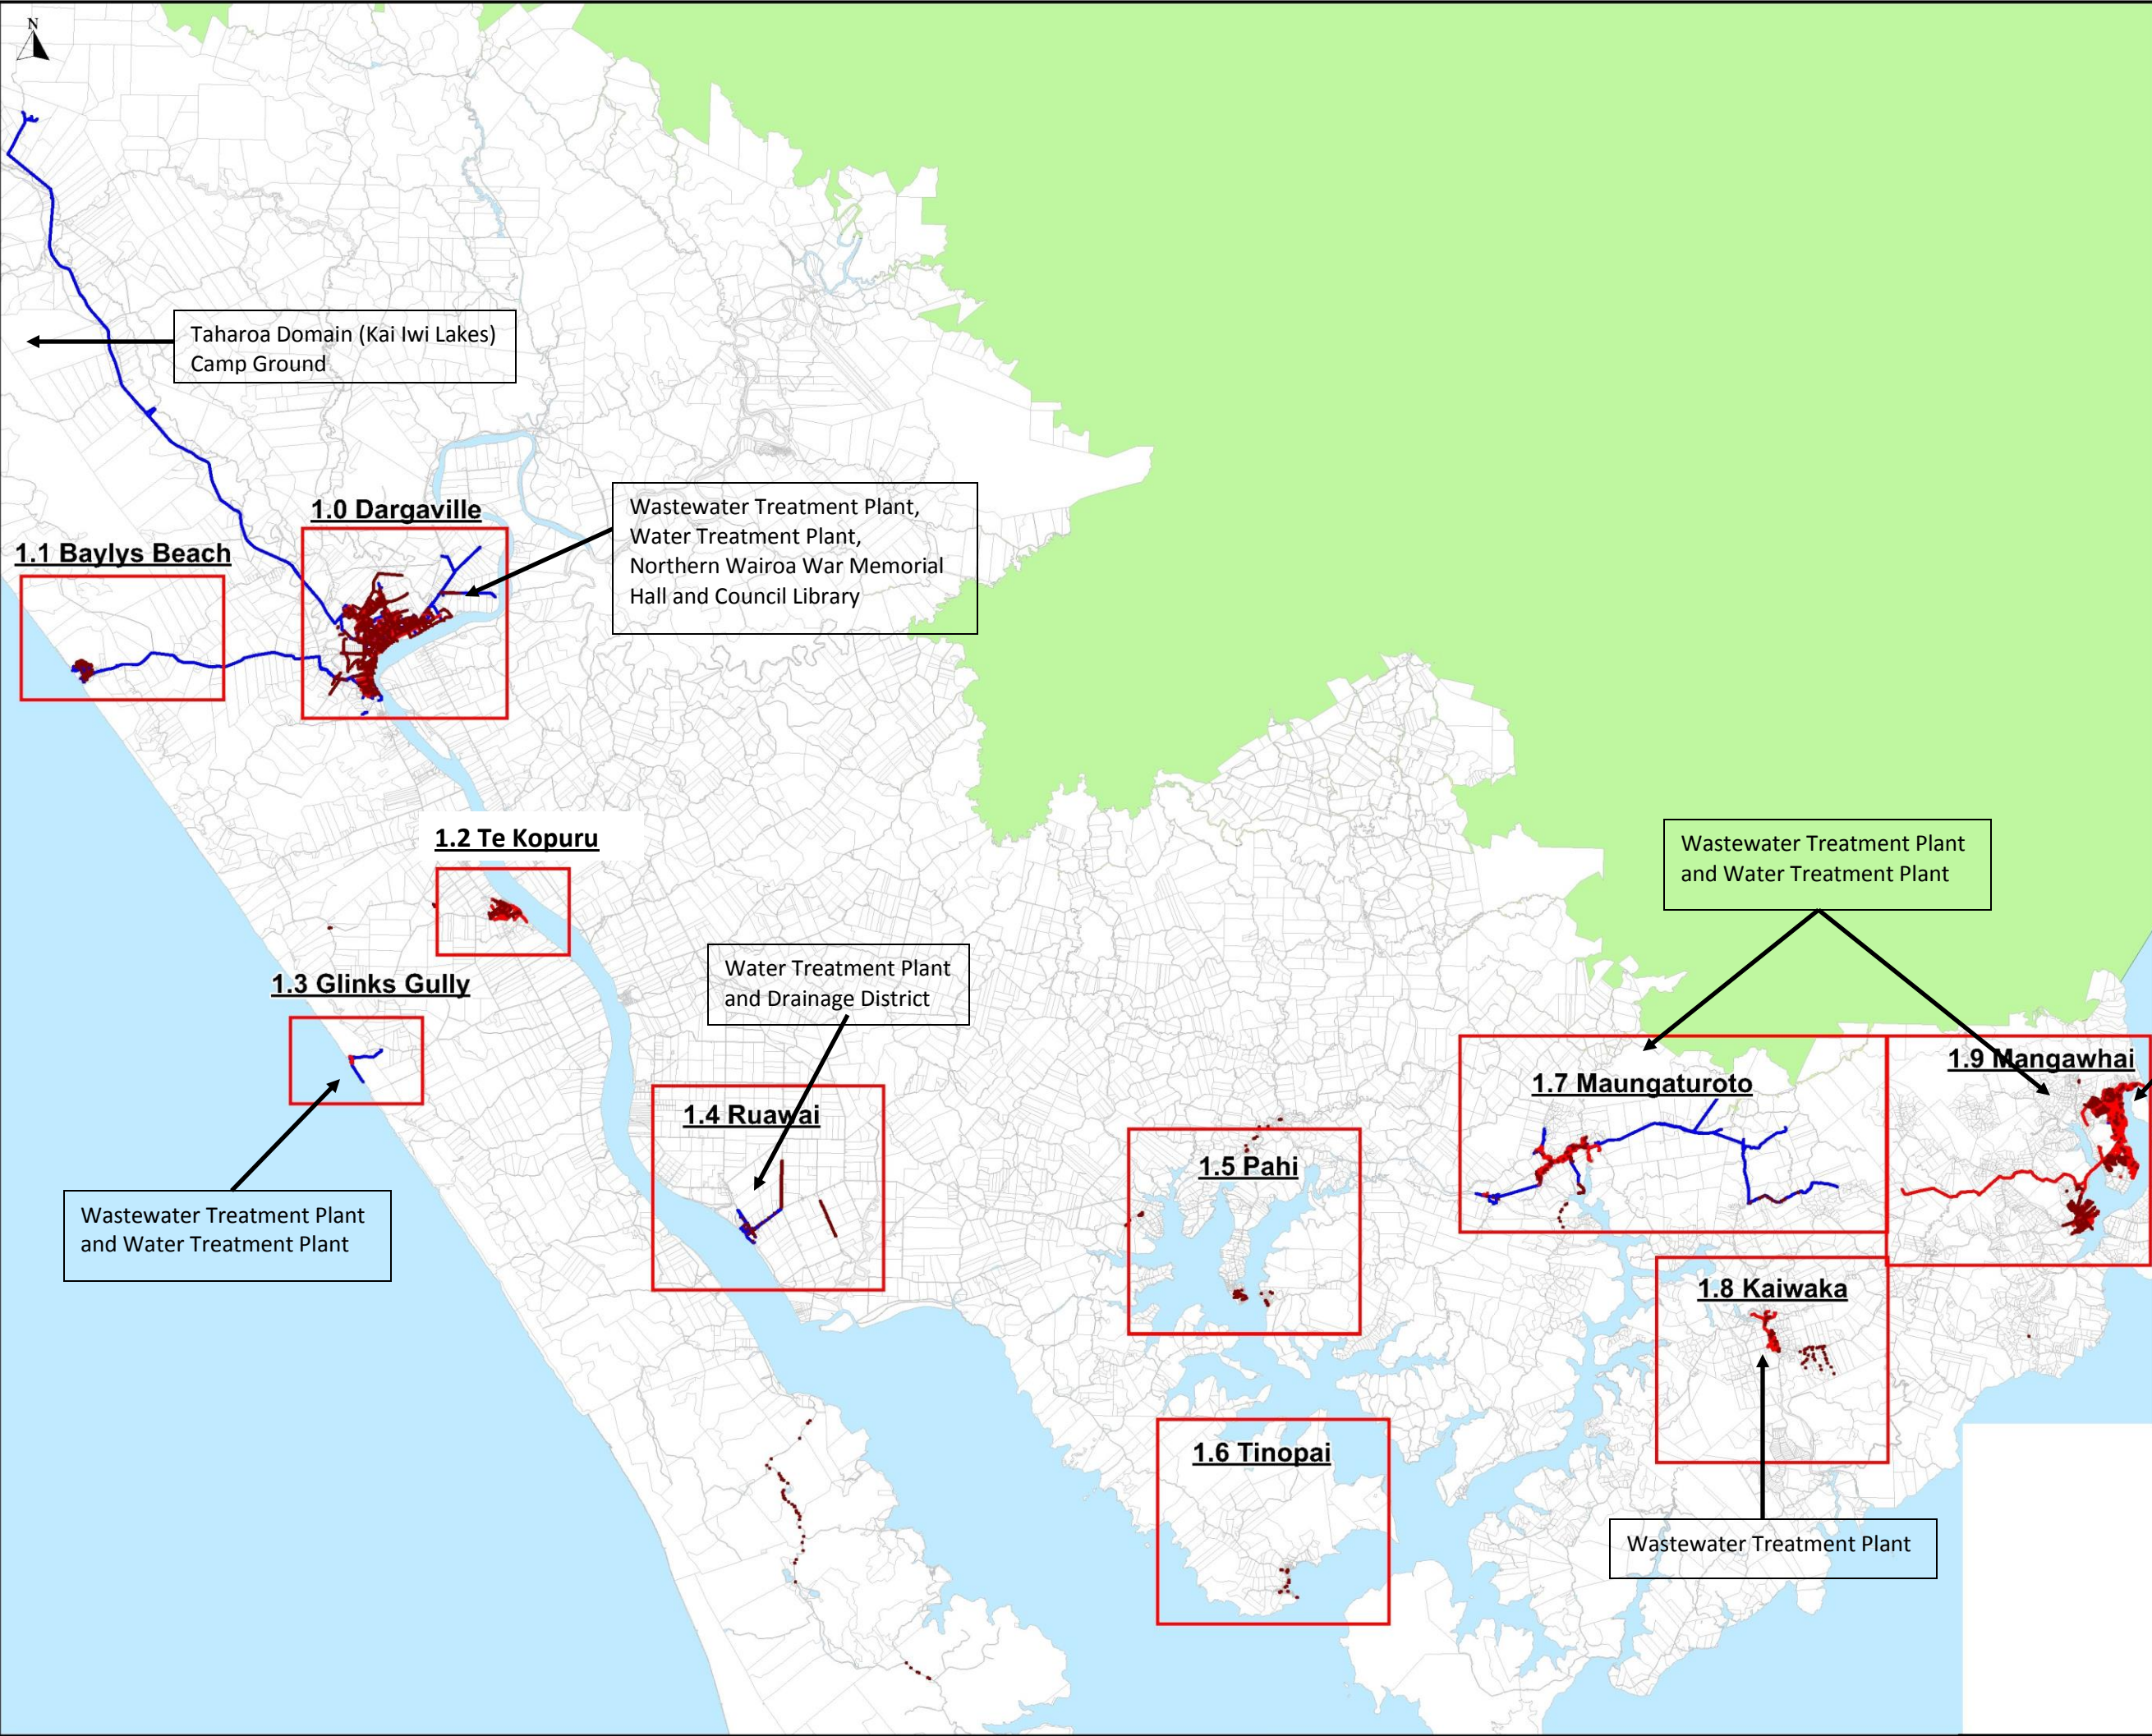 N
Taharoa Domain (Kai Iwi Lakes)
Camp Ground
1.0 Dargaville
Wastewater Treatment Plant,
Water Treatment Plant,
Northern Wairoa War Memorial
Hall and Council Library
1.1 Baylys Beach
1.2 Te Kopuru
Wastewater Treatment Plant
and Water Treatment Plant
1.3 Glinks Gully
Water Treatment Plant
and Drainage District
1.9 Mangawhai
1.7 Maungaturoto
1.4 Ruawai
1.5 Pahi
Wastewater Treatment Plant
and Water Treatment Plant
1.8 Kaiwaka
1.6 Tinopai
Wastewater Treatment Plant